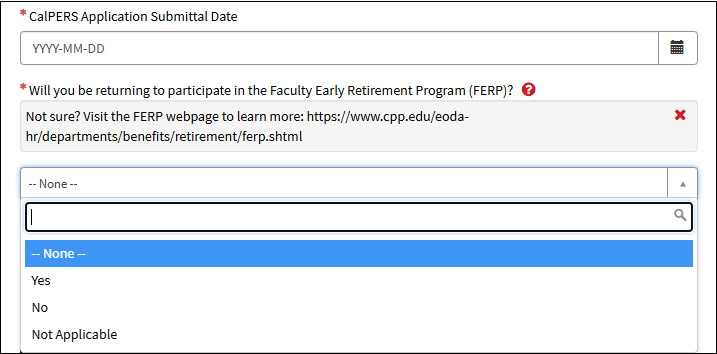 * CalPERS Application Submittal Date
YYYY-MM-DD
* Will you be returning to participate in the Faculty Early Retirement Program (FERP)? ?
Not sure? Visit the FERP webpage to learn more: https://www.cpp.edu/eoda-
hr/departments/benefits/retirement/ferp.shtml
-- None --
-- None --
Yes
No
Not Applicable